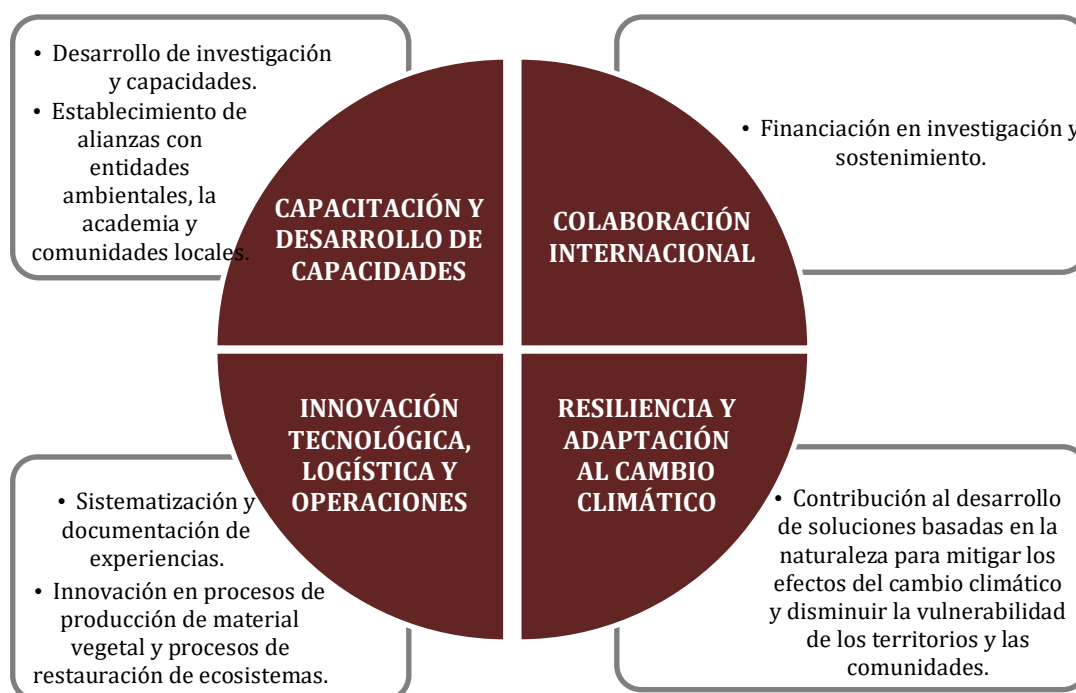 • Desarrollo de investigación
y capacidades.
• Establecimiento de
alianzas con
entidades
ambientales, la
academia y
comunidades locales.
CAPACITACIÓN Y
DESARROLLO DE
CAPACIDADES
COLABORACIÓN
INTERNACIONAL
• Financiación en investigación y
sostenimiento.
INNOVACIÓN
TECNOLÓGICA,
LOGÍSTICA Y
OPERACIONES
RESILIENCIA Y
ADAPTACIÓN
AL CAMBIO
CLIMÁTICO
• Sistematización y
documentación de
experiencias.
• Innovación en procesos de
producción de material
vegetal y procesos de
restauración de ecosistemas.
• Contribución al desarrollo
de soluciones basadas en la
naturaleza para mitigar los
efectos del cambio climático
y disminuir la vulnerabilidad
de los territorios y las
comunidades.